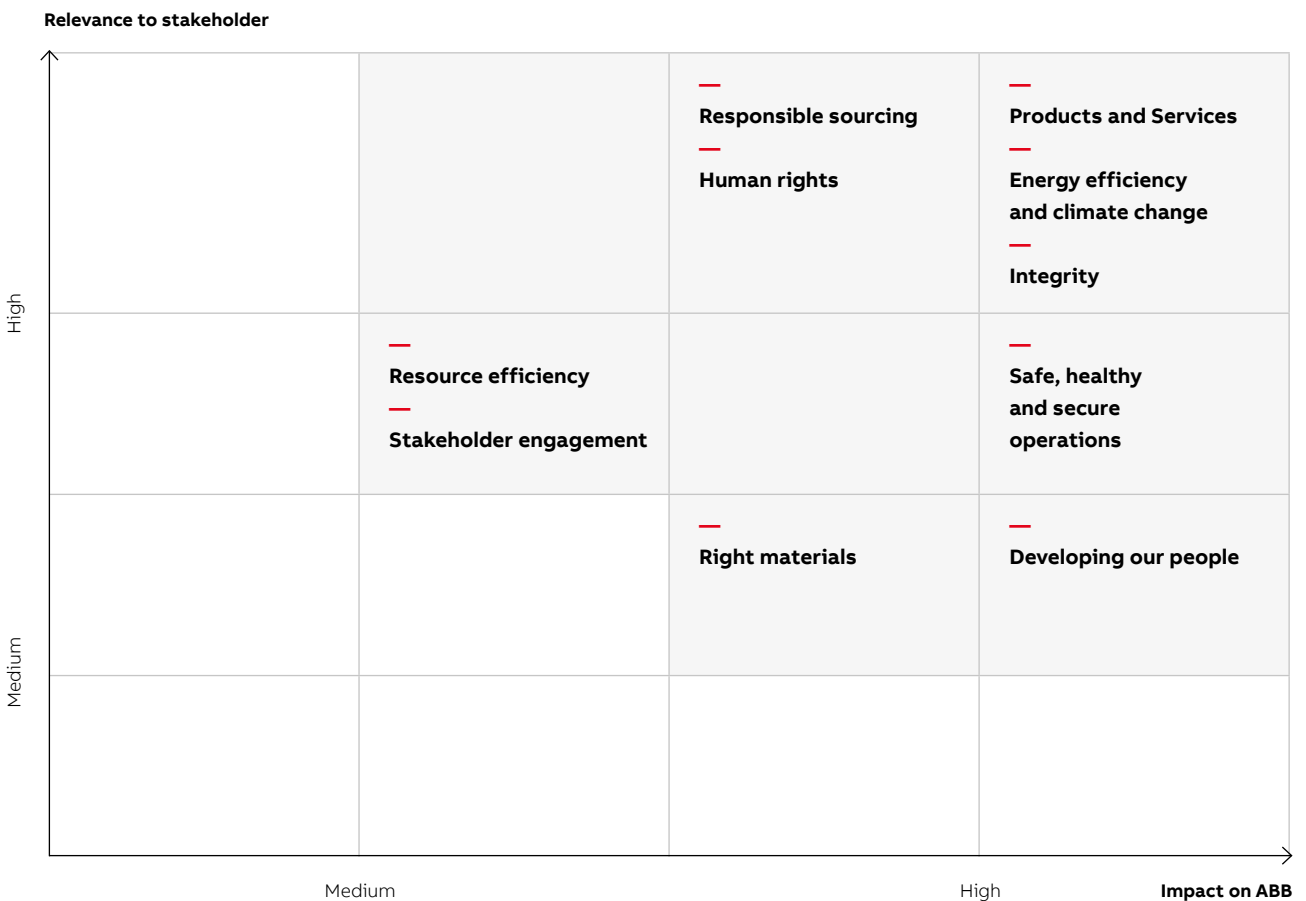 Relevance to stakeholder
Responsible sourcing
Human rights
Products and Services
Energy efficiency
and climate change
Integrity
High
Resource efficiency
Stakeholder engagement
Safe, healthy
and secure
operations
Right materials
Developing our people
Medium
Medium
High
Impact on ABB